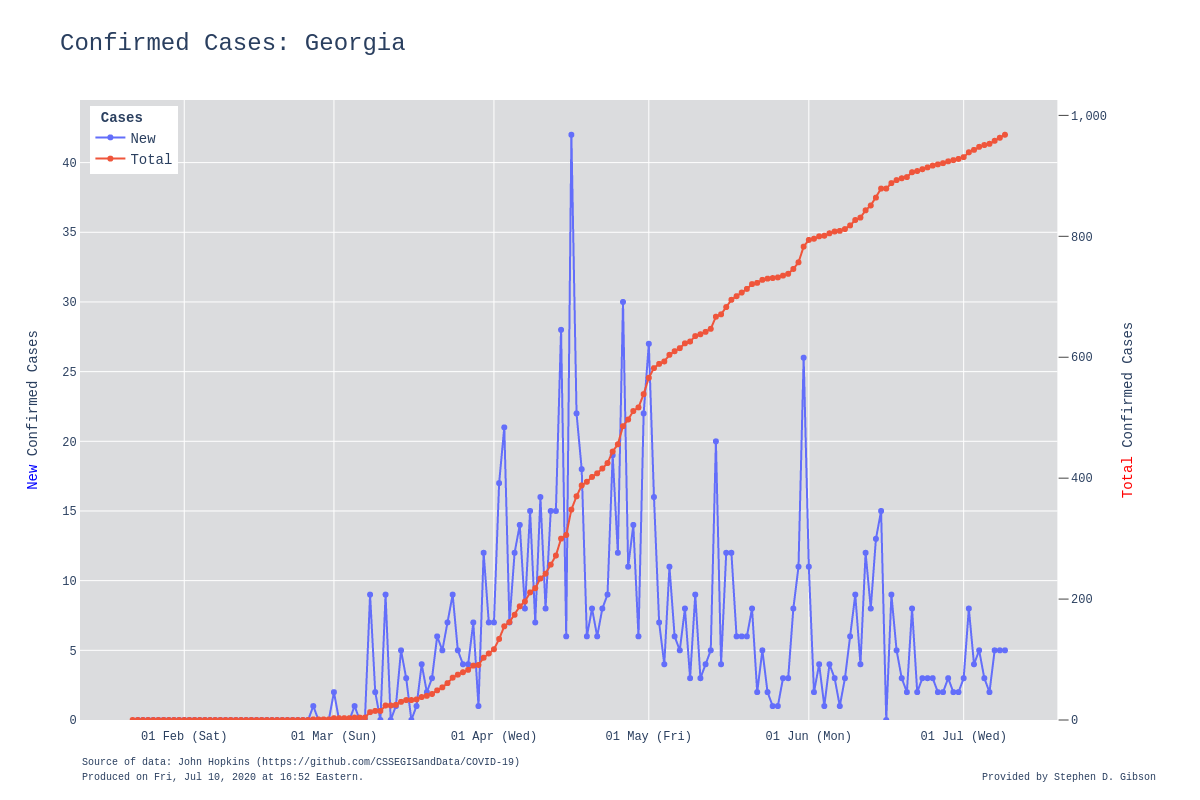 Confirmed Cases: Georgia
Cases
New
Total
40
35
30
25
20
15
10
5
0
1,000
800
600
400
200
0
New Confirmed Cases
Total Confirmed Cases
01 Feb (Sat)
01 Mar (Sun)
01 Apr (Wed)
01 May (Fri)
01 Jun (Mon)
01 Jul (Wed)
Source of data: John Hopkins (https://github.com/CSSEGISandData/COVID-19)
Produced on Fri, Jul 10, 2020 at 16:52 Eastern.
Provided by Stephen D. Gibson